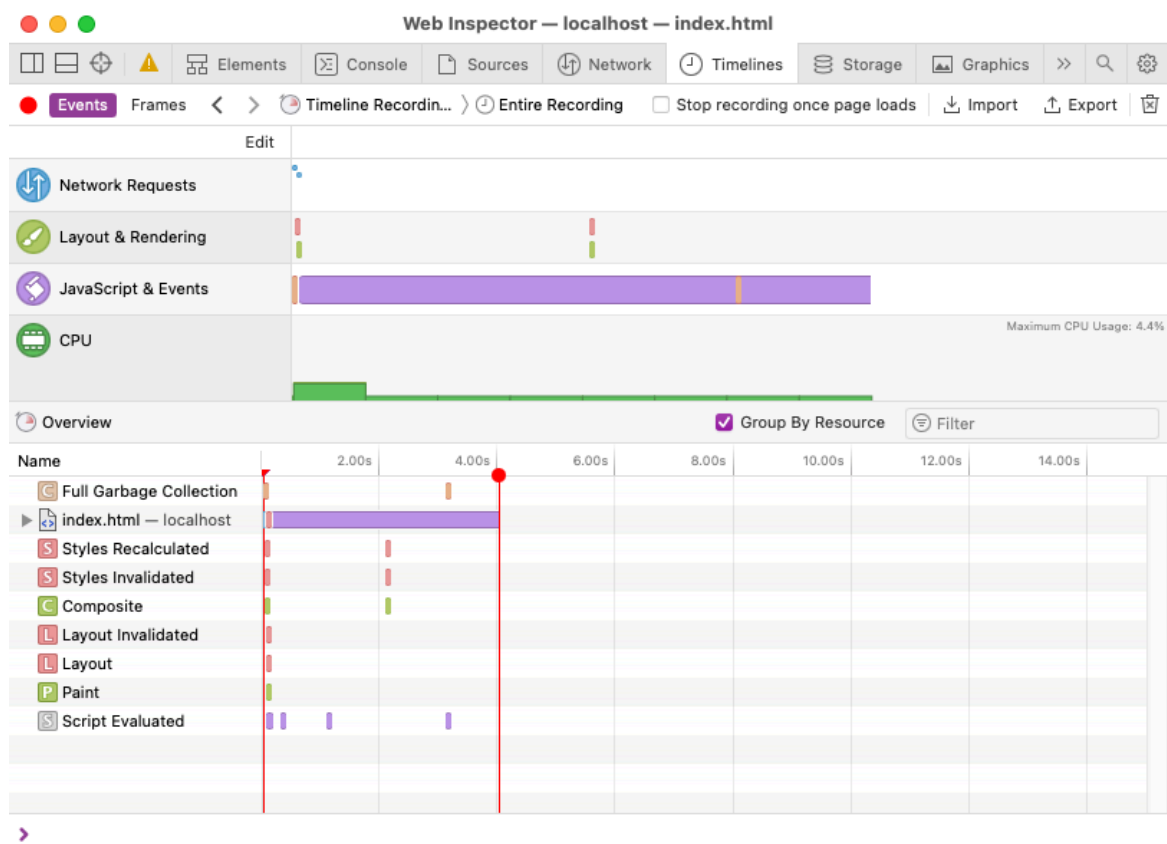 Web Inspector — localhost — index.html
Elements Console Sources Network Timelines Storage Graphics
Events Frames Timeline Recordin... Entire Recording Stop recording once page loads Import Export
Edit
Network Requests
Layout & Rendering
JavaScript & Events
CPU
Maximum CPU Usage: 4.4%
Overview Group By Resource Filter
Name 2.00s 4.00s 6.00s 8.00s 10.00s 12.00s 14.00s
C Full Garbage Collection
index.html — localhost
S Styles Recalculated
S Styles Invalidated
C Composite
L Layout Invalidated
L Layout
P Paint
S Script Evaluated